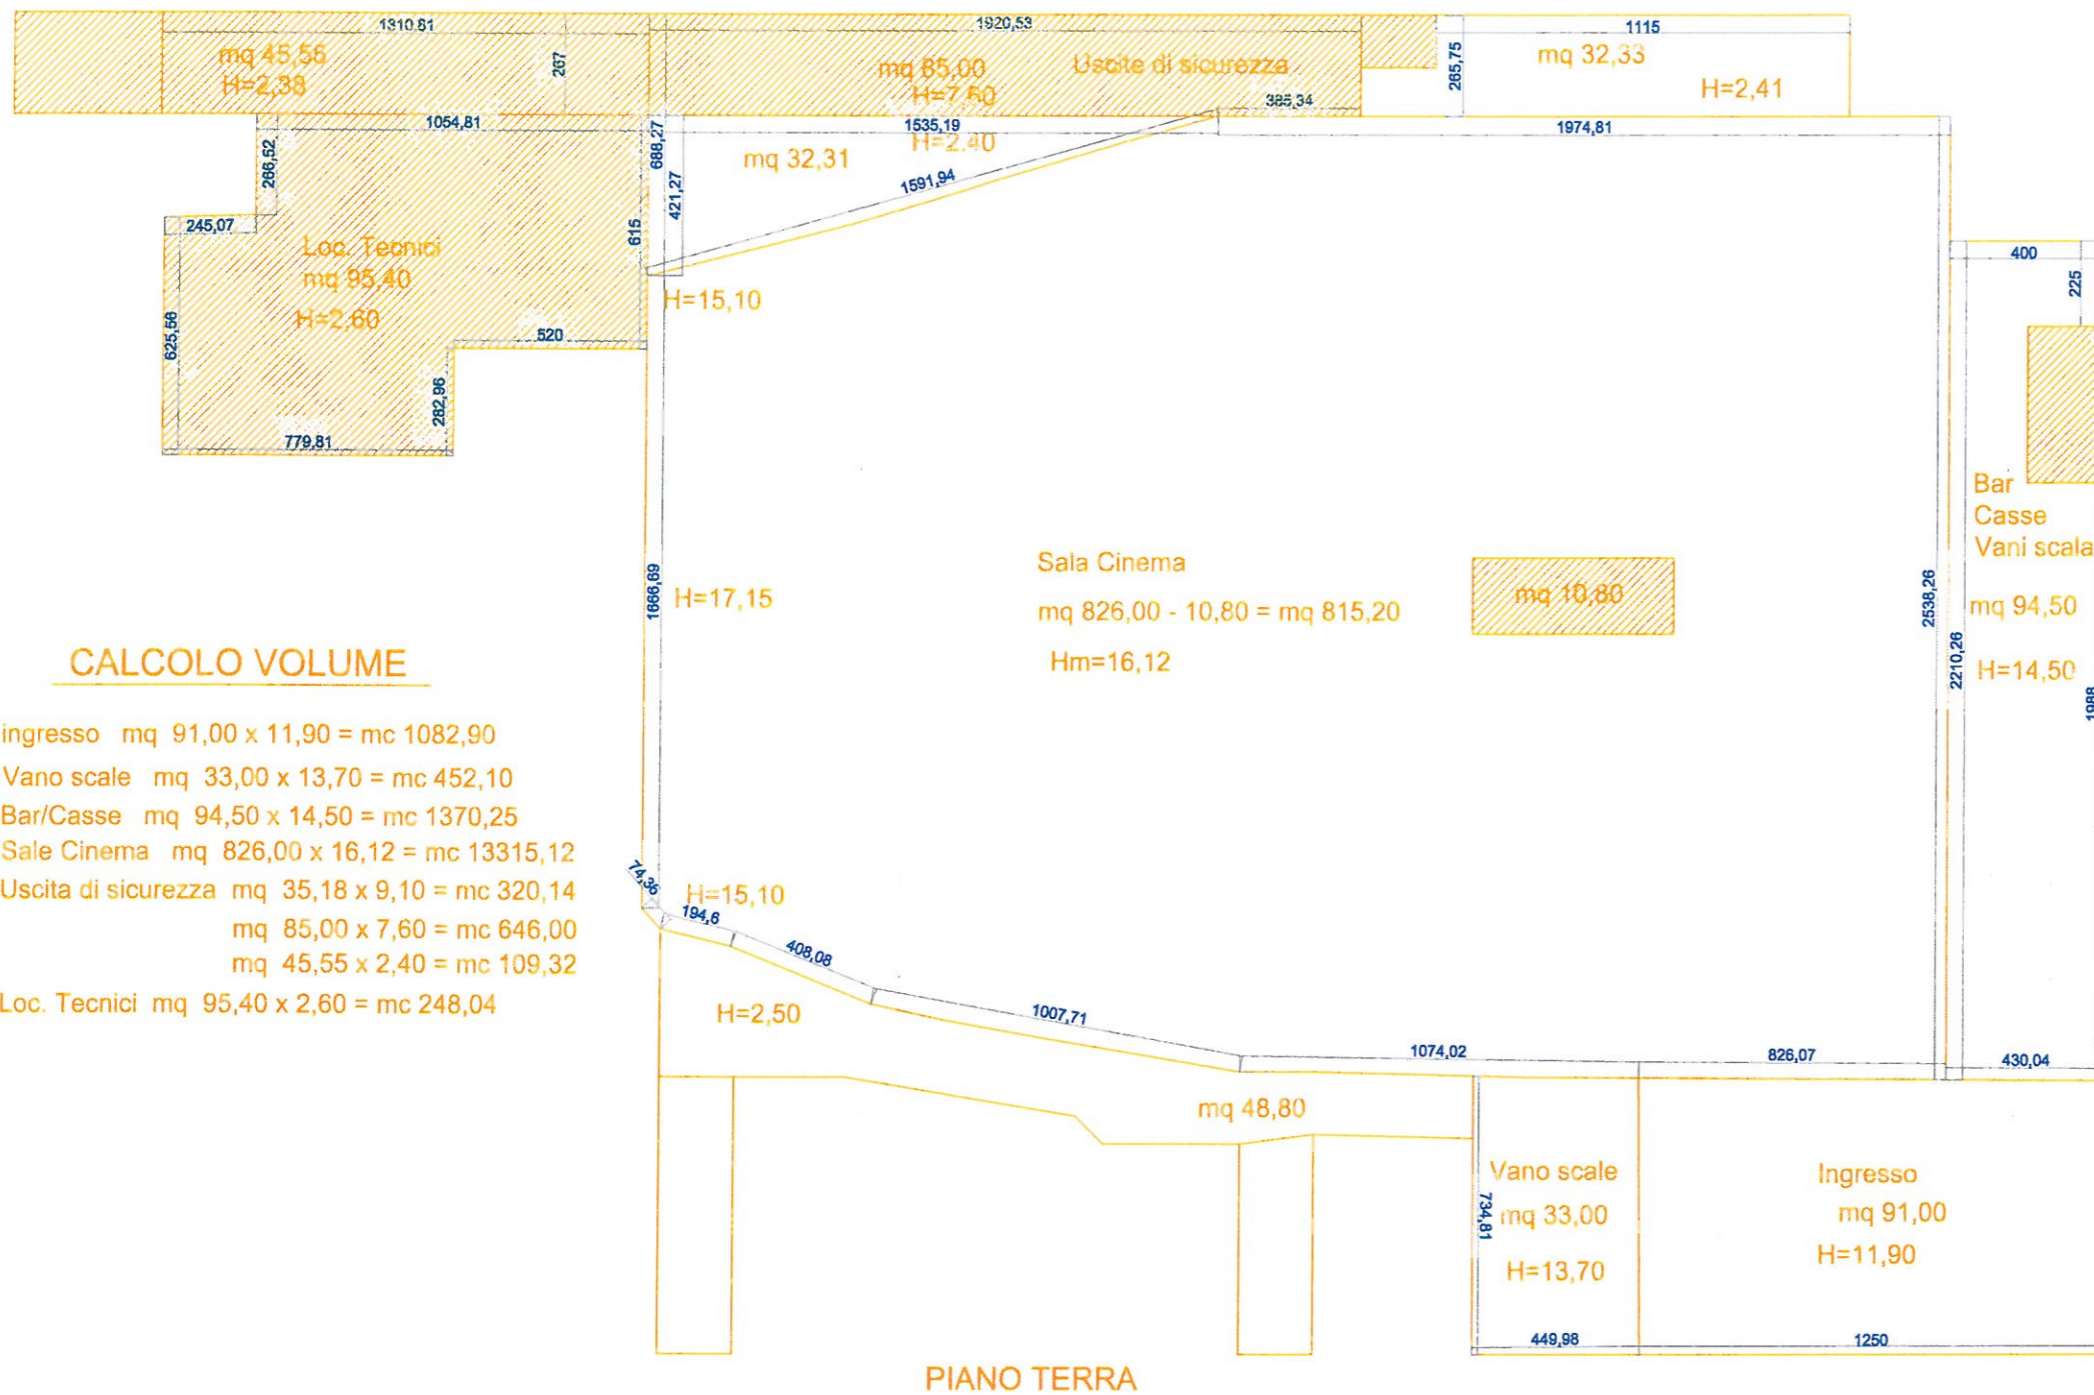 1310,81
1920,53
1115
mq 45,56
H=2,38
267
mq 85,00
H=7,60
Uscite di sicurezza
385,34
265,75
mq 32,33
H=2,41
1054,81
688,27
1535,19
H=2,40
1974,81
266,52
mq 32,31
421,27
1591,94
245,07
615
Loc. Tecnici
mq 95,40
H=2,60
H=15,10
400
225
625,56
520
282,96
779,81
Bar
Casse
Vani scala
mq 94,50
H=14,50
Sala Cinema
mq 826,00 - 10,80 = mq 815,20
Hm=16,12
mq 10,80
1666,69
H=17,15
2538,26
2210,26
1988
CALCOLO VOLUME
ingresso mq 91,00 x 11,90 = mc 1082,90
Vano scale mq 33,00 x 13,70 = mc 452,10
Bar/Casse mq 94,50 x 14,50 = mc 1370,25
Sale Cinema mq 826,00 x 16,12 = mc 13315,12
Uscita di sicurezza mq 35,18 x 9,10 = mc 320,14
mq 85,00 x 7,60 = mc 646,00
mq 45,55 x 2,40 = mc 109,32
Loc. Tecnici mq 95,40 x 2,60 = mc 248,04
74,36
H=15,10
194,6
408,08
H=2,50
1007,71
1074,02
826,07
430,04
mq 48,80
734,81
Vano scale
mq 33,00
H=13,70
Ingresso
mq 91,00
H=11,90
449,98
1250
PIANO TERRA